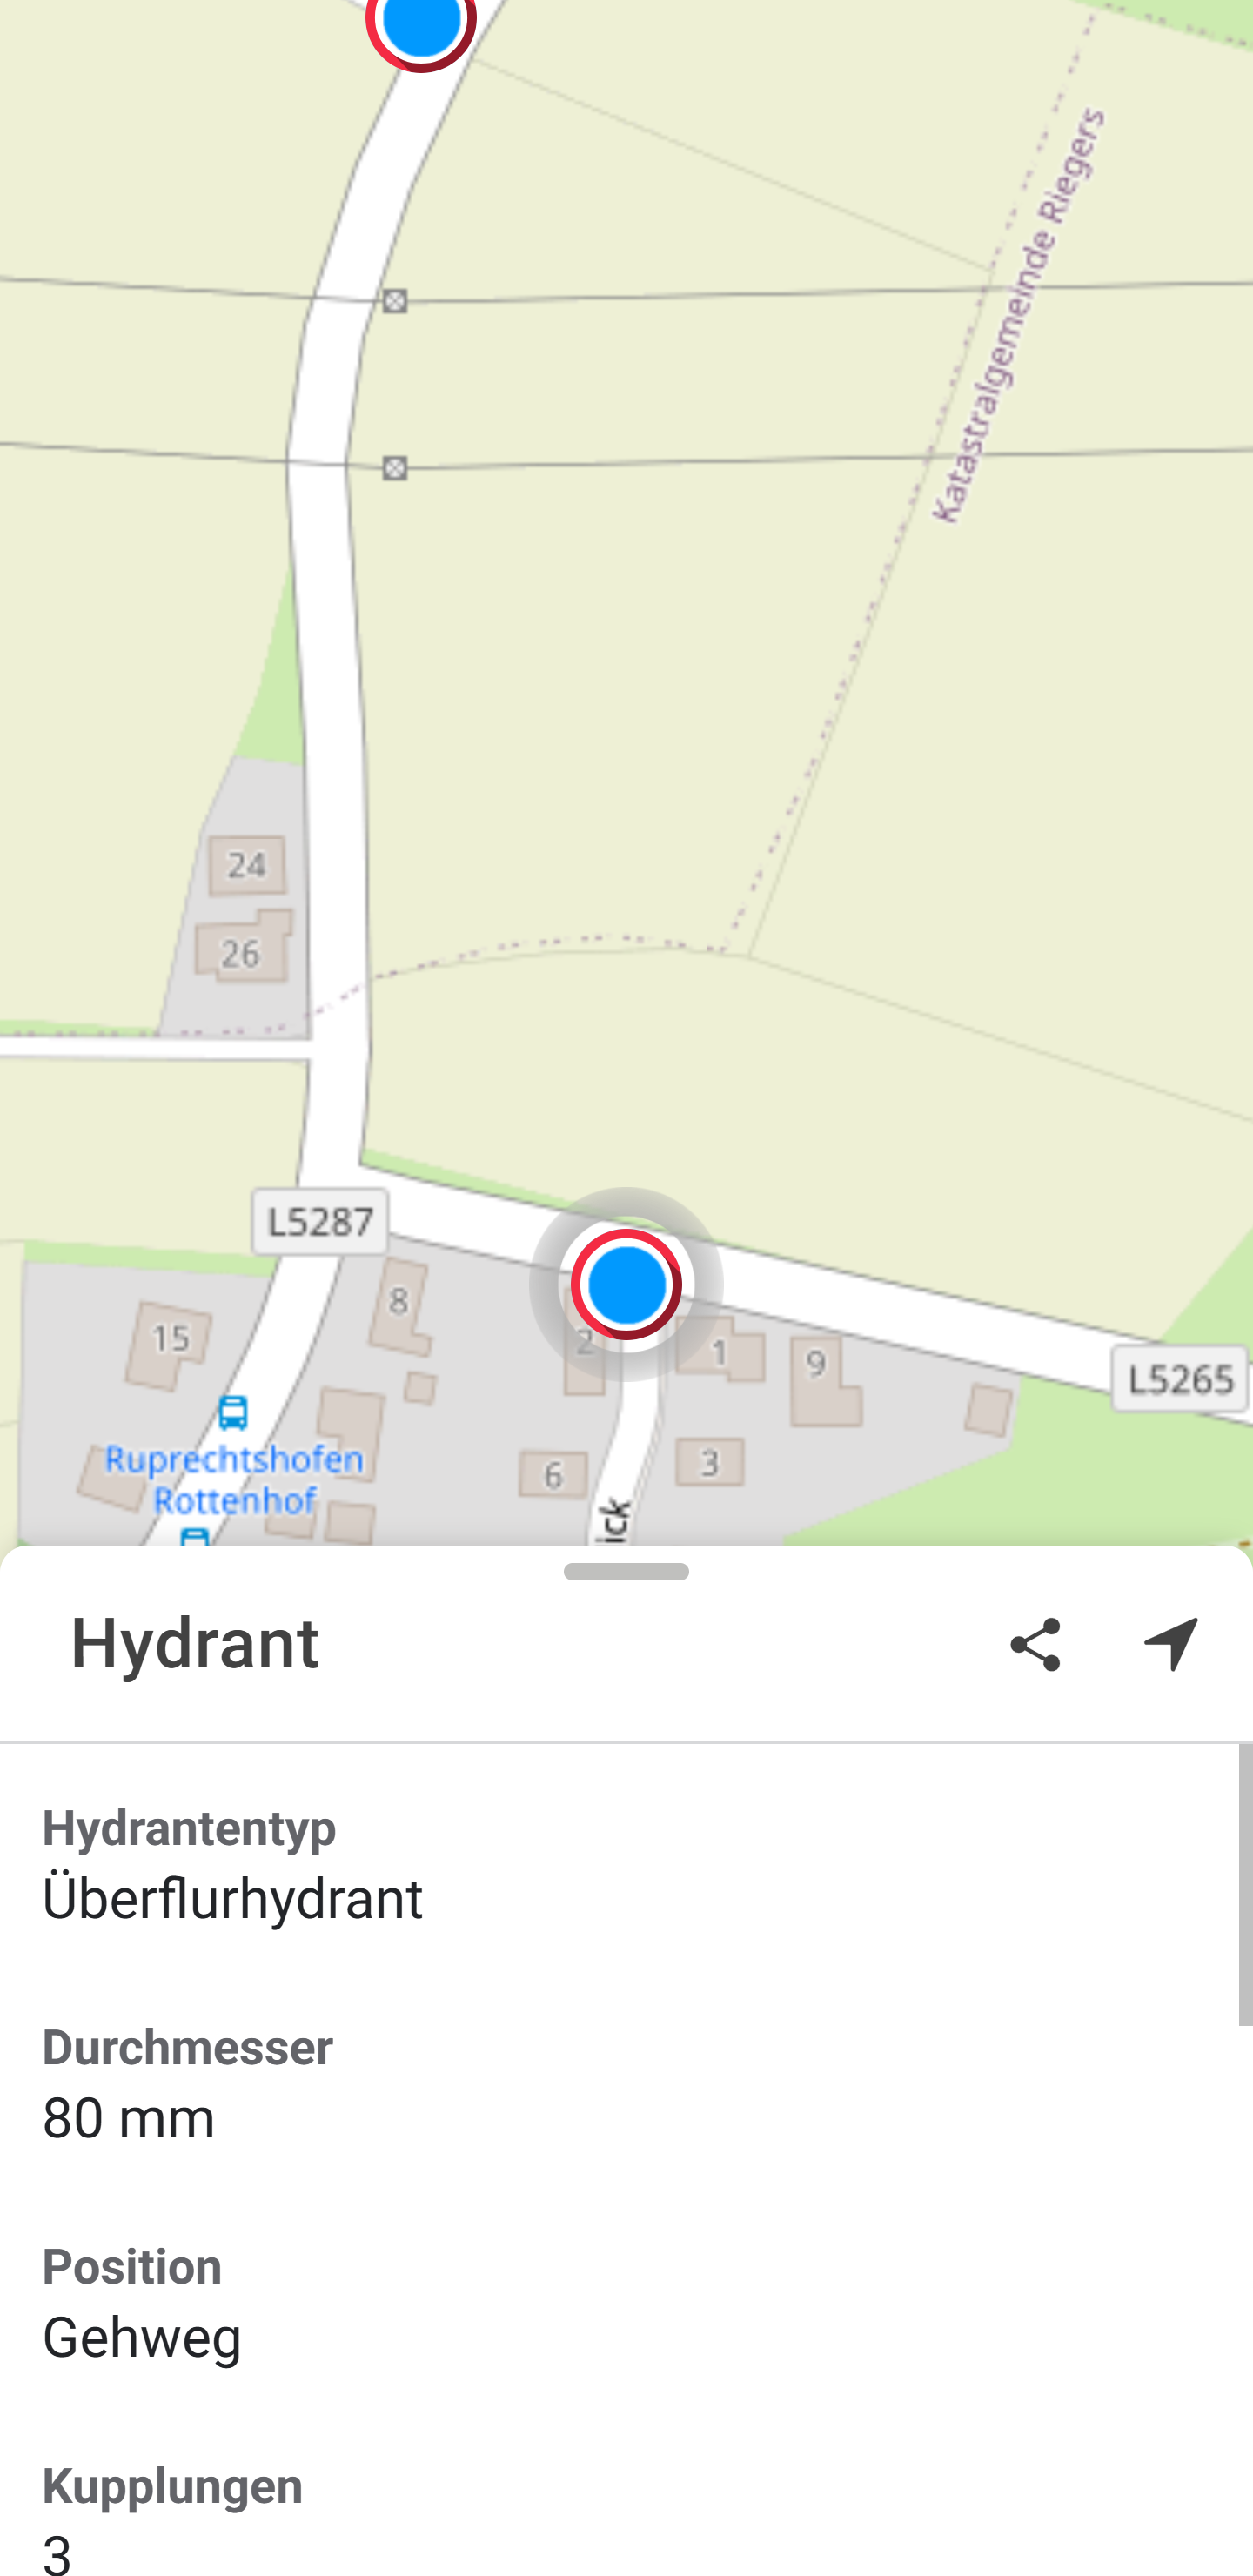 Katastralgemeinde Riegers
24
26
L5287
8
15
2
1
9
L5265
Ruprechtshofen
Rottenhof
6
3
ick
Hydrant
Hydrantentyp
Überflurhydrant
Durchmesser
80 mm
Position
Gehweg
Kupplungen
3